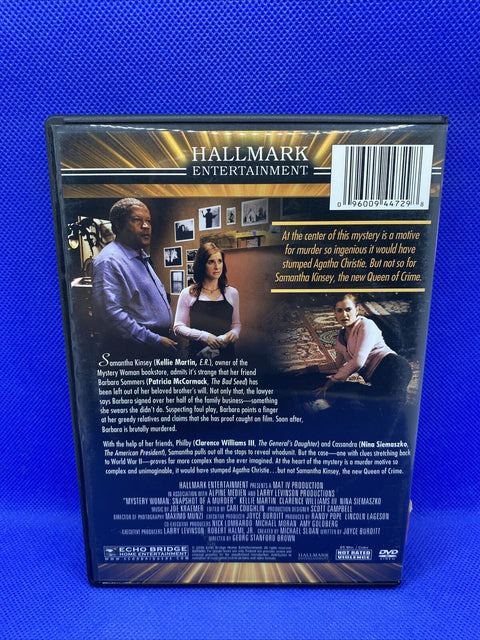 HALLMARK
ENTERTAINMENT
0 96009 44729 8
At the center of this mystery is a motive
for murder so ingenious it would have
stumped Agatha Christie. But not so for
Samantha Kinsey, the new Queen of Crime.
Samantha Kinsey (Kellie Martin, E.R.), owner of the
Mystery Woman bookstore, admits it's strange that her friend
Barbara Sommers (Patricia McCormack, The Bad Seed) has
been left out of her beloved brother's will. Not only that, the lawyer
says Barbara signed over her half of the family business—something
she swears she didn't do. Suspecting foul play, Barbara points a finger
at her greedy relatives and claims that she has proof caught on film. Soon after,
Barbara is brutally murdered.
With the help of her friends, Philby (Clarence Williams III, The General's Daughter) and Cassandra (Nina Siemaszko,
The American President), Samantha pulls out all the stops to reveal whodunit. But the case—one with clues stretching back
to World War II—proves far more complex than she ever imagined. At the heart of the mystery is a motive murder so
complex and unimaginable, it would have stumped Agatha Christie...but not Samantha Kinsey, the new Queen of Crime.
HALLMARK ENTERTAINMENT PRESENTS A MAT IV PRODUCTION
IN ASSOCIATION WITH ALPINE MEDIEN AND LARRY LEVINSON PRODUCTIONS
"MYSTERY WOMAN: SNAPSHOT OF A MURDER" KELLIE MARTIN CLARENCE WILLIAMS III NINA SIEMASZKO
MUSIC BY JOE KRAEMER EDITED BY CARI COUGHLIN PRODUCTION DESIGNER SCOTT CAMPBELL
DIRECTOR OF PHOTOGRAPHY MAXIMO MUNZI EXECUTIVE PRODUCER JOYCE BURDITT PRODUCED BY RANDY POPE LINCOLN LAGESON
CO-EXECUTIVE PRODUCERS NICK LOMBARDO MICHAEL MORAN AMY GOLDBERG
EXECUTIVE PRODUCERS LARRY LEVINSON ROBERT HALMI, JR. CREATED BY MICHAEL SLOAN WRITTEN BY JOYCE BURDITT
DIRECTED BY GEORG STANFORD BROWN
ECHO BRIDGE
HOME ENTERTAINMENT
HALLMARK
ENTERTAINMENT
NOT RATED
VIOLENCE
DVD